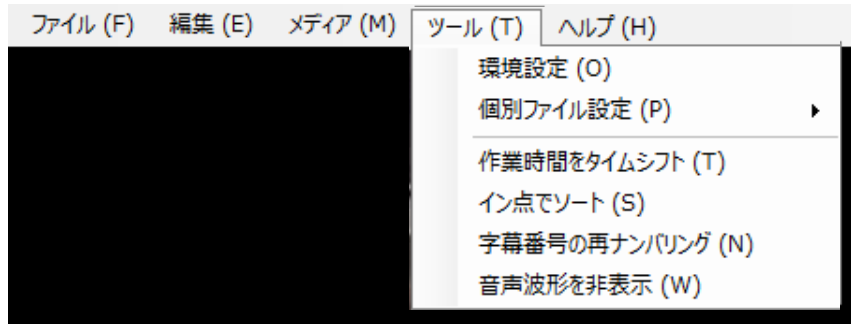 ファイル (F) 編集 (E) メディア (M) ツール (T) ヘルプ (H)
環境設定 (O)
個別ファイル設定 (P)
作業時間をタイムシフト (T)
イン点でソート (S)
字幕番号の再ナンバリング (N)
音声波形を非表示 (W)